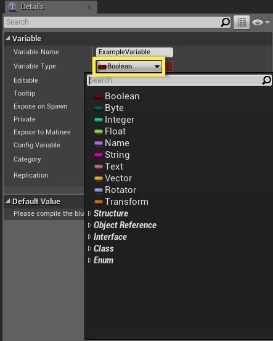 Details
Search
Variable
Variable Name ExampleVariable
Variable Type Boolean
Editable Search
Tooltip Boolean
Expose on Spawn Byte
Private Integer
Expose to Matinee Float
Config Variable Name
Category String
Replication Text
Vector
Rotator
Default Value Transform
Please compile the blu Structure
Object Reference
Interface
Class
Enum